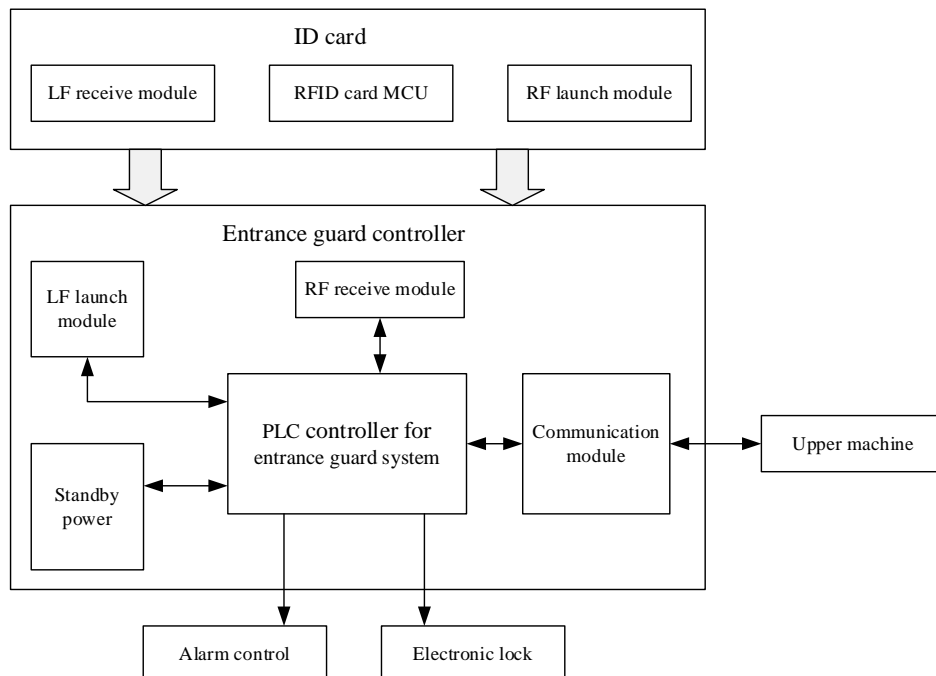 ID card
LF receive module
RFID card MCU
RF launch module
Entrance guard controller
LF launch
module
RF receive module
PLC controller for
entrance guard system
Communication
module
Upper machine
Standby
power
Alarm control
Electronic lock